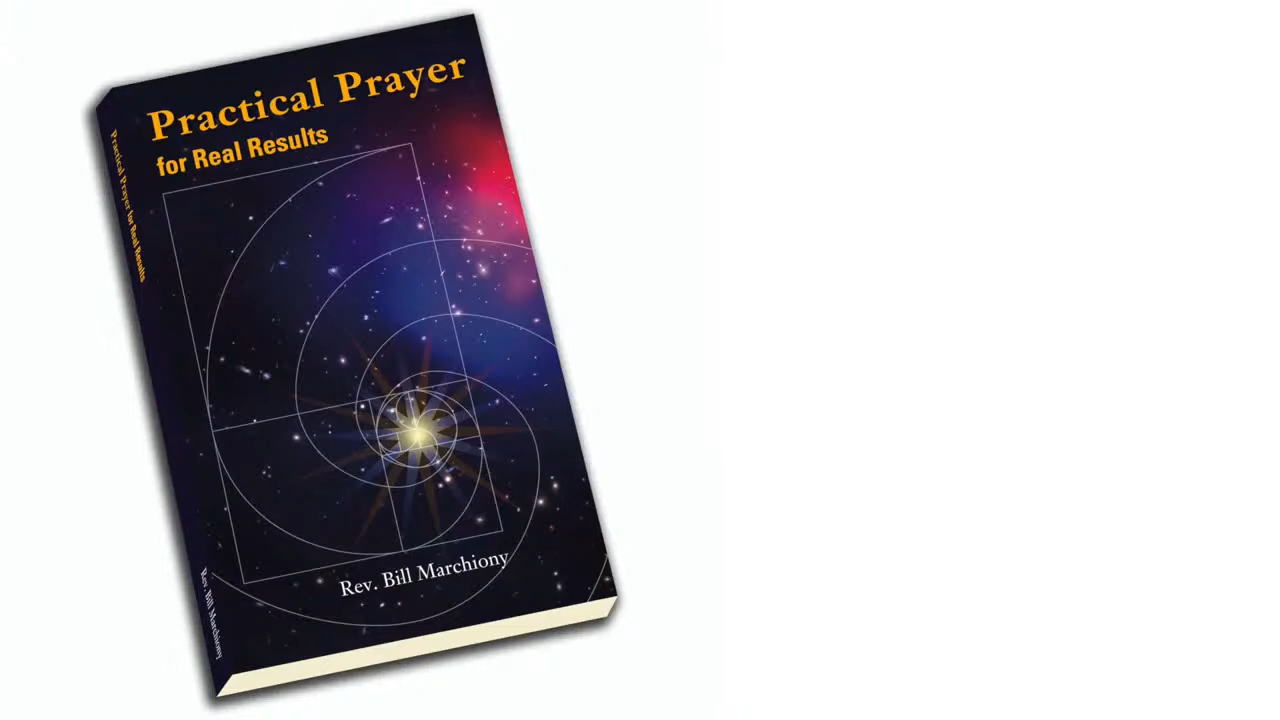 Practical Prayer
for Real Results
Rev. Bill Marchiony
Practical Prayer for Real Results
Rev. Bill Marchiony